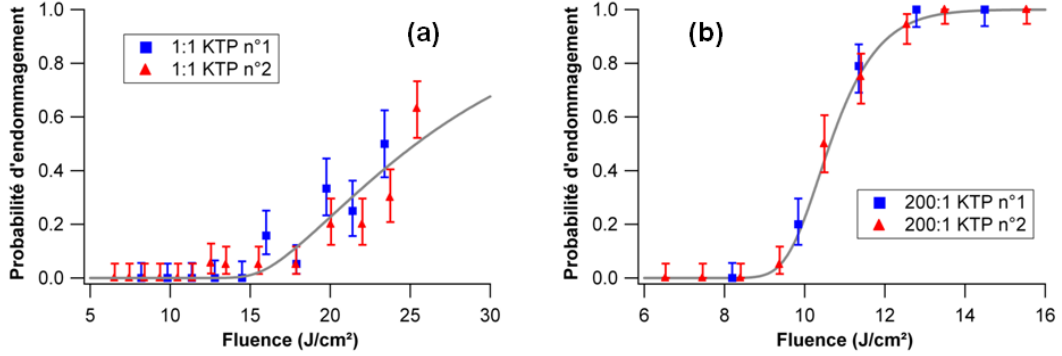 (a)
1:1 KTP n°1
1:1 KTP n°2
Probabilité d'endommagement
1.0
0.8
0.6
0.4
0.2
0.0
5 10 15 20 25 30
Fluence (J/cm²)
(b)
200:1 KTP n°1
200:1 KTP n°2
Probabilité d'endommagement
1.0
0.8
0.6
0.4
0.2
0.0
6 8 10 12 14 16
Fluence (J/cm²)